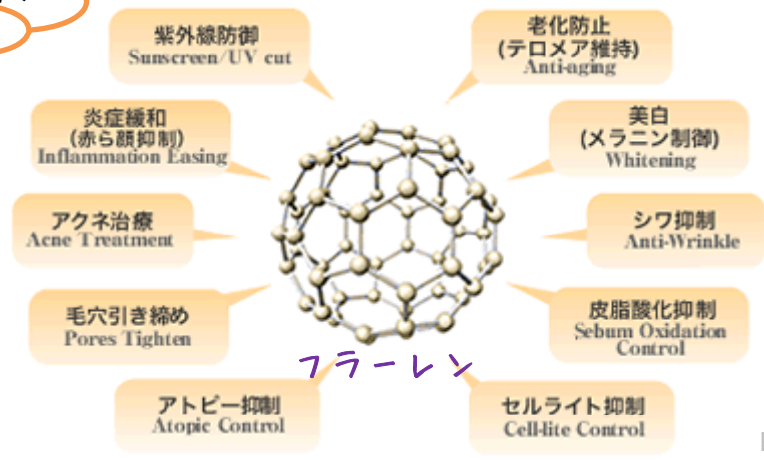 紫外線防御
Sunscreen/UV cut
老化防止
(テロメア維持)
Anti-aging
炎症緩和
(赤ら顔抑制)
Inflammation Easing
美白
(メラニン制御)
Whitening
アクネ治療
Acne Treatment
シワ抑制
Anti-Wrinkle
毛穴引き締め
Pores Tighten
皮脂酸化抑制
Sebum Oxidation
Control
フラーレン
アトピー抑制
Atopic Control
セルライト抑制
Cell-lite Control